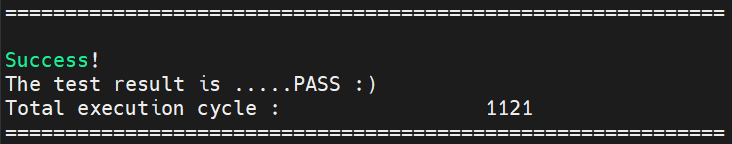 ============================================================
Success!
The test result is .....PASS :)
Total execution cycle :                 1121
============================================================